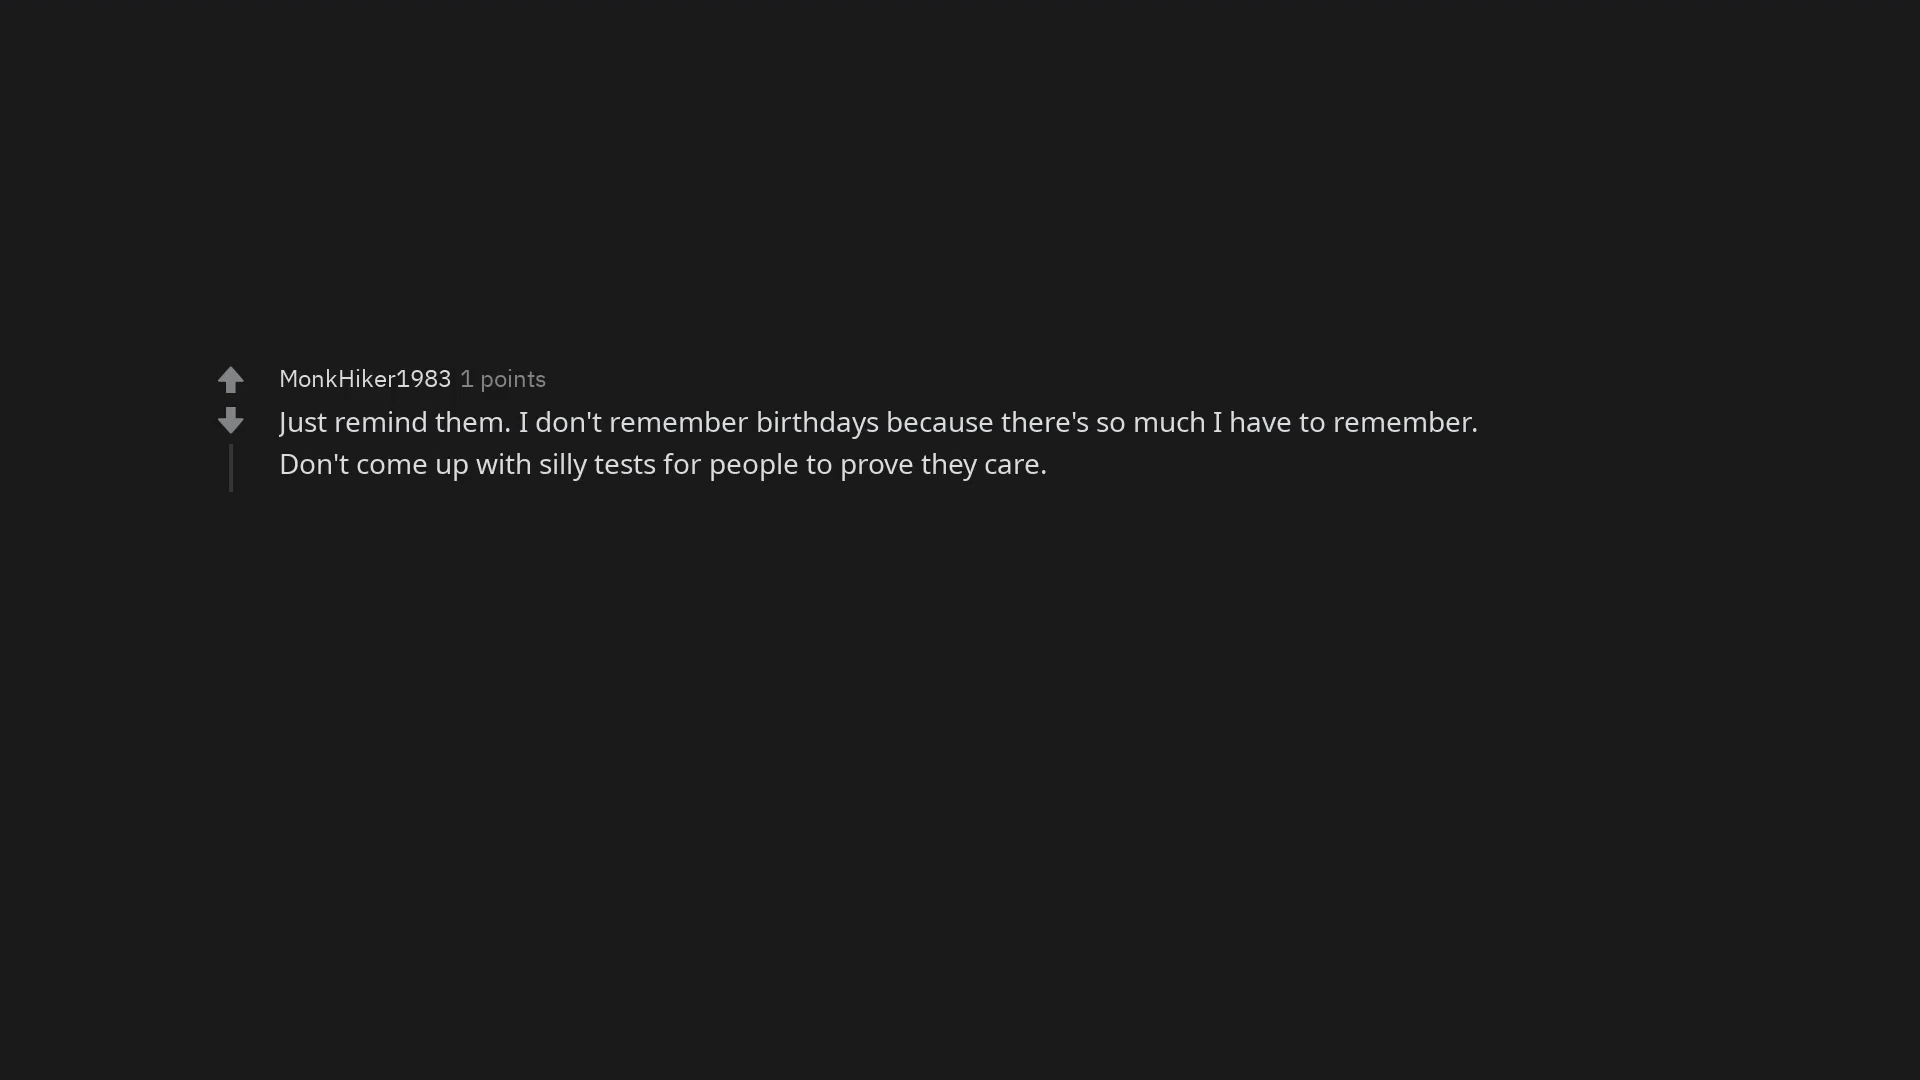 MonkHiker1983 1 points
Just remind them. I don't remember birthdays because there's so much I have to remember.
Don't come up with silly tests for people to prove they care.